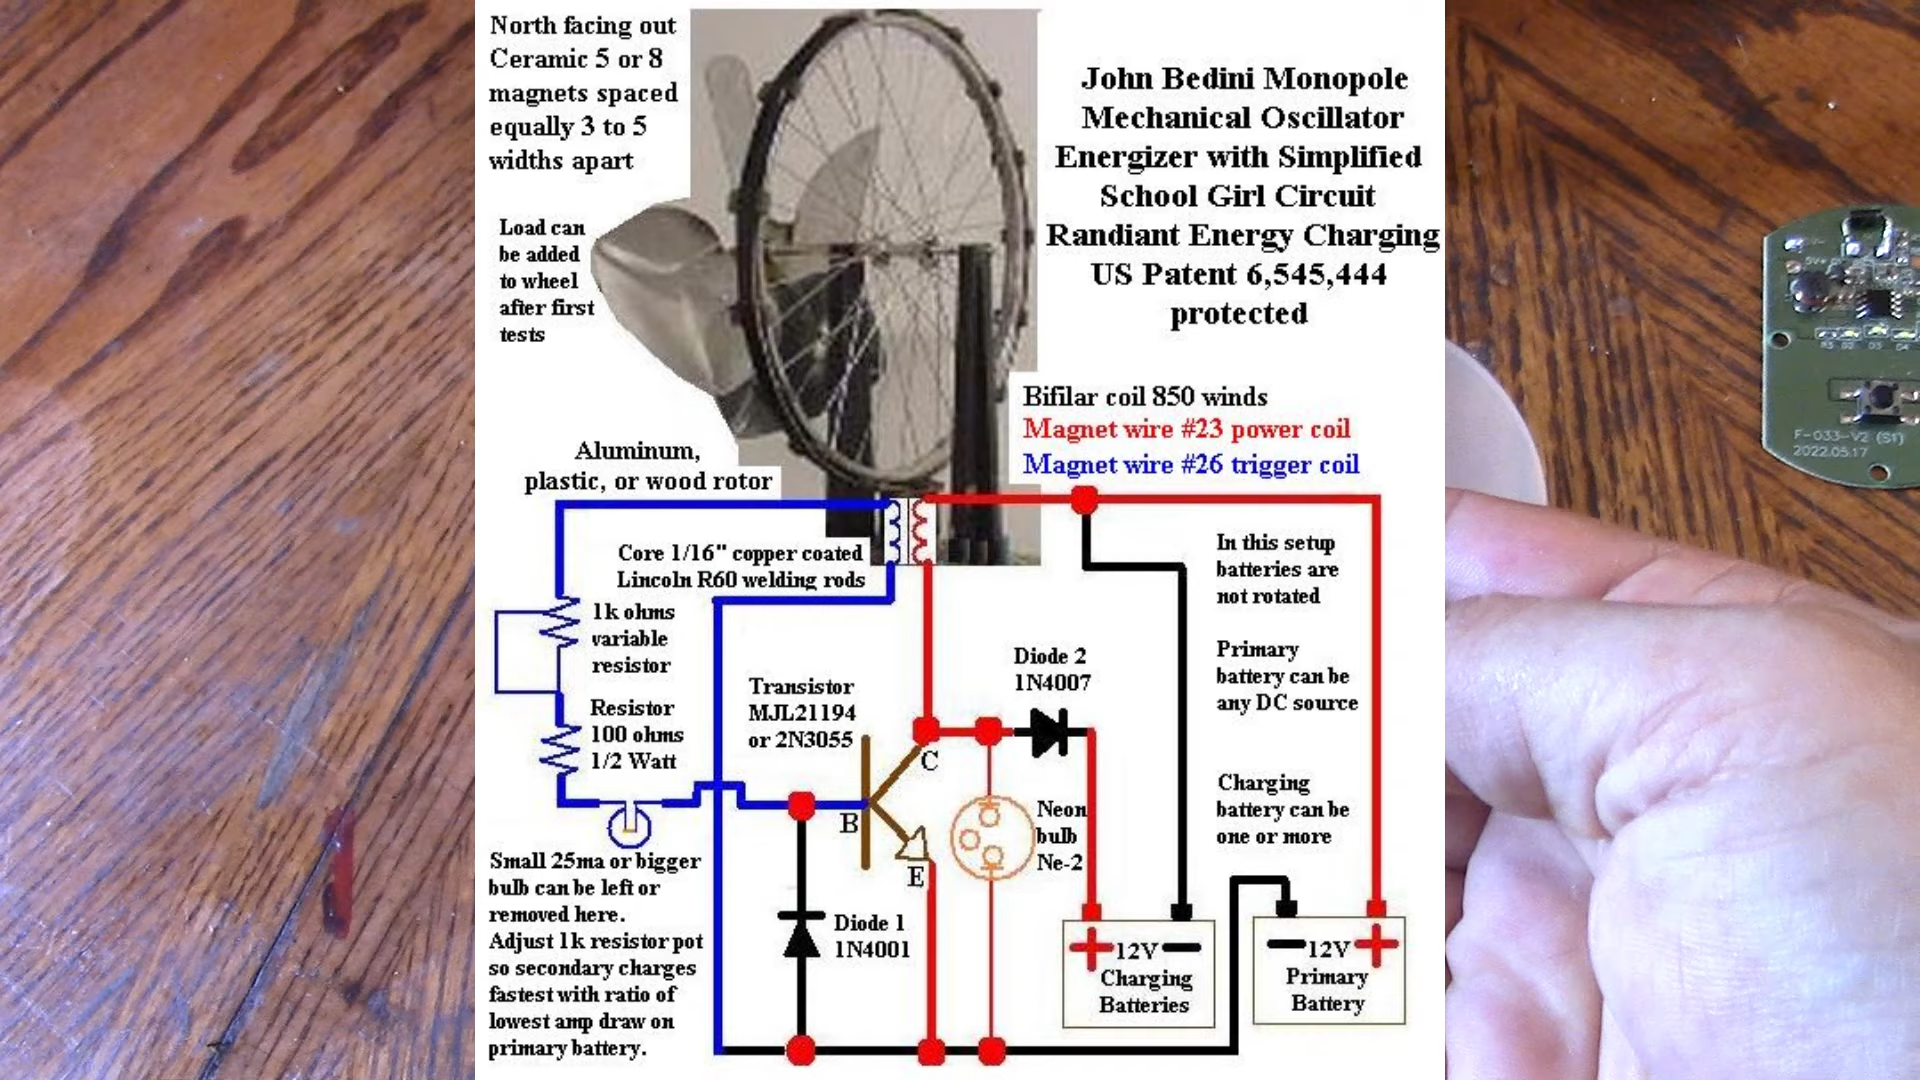 North facing out
Ceramic 5 or 8
magnets spaced
equally 3 to 5
widths apart
John Bedini Monopole
Mechanical Oscillator
Energizer with Simplified
School Girl Circuit
Randiant Energy Charging
US Patent 6,545,444
protected
Load can
be added
to wheel
after first
tests
Bifilar coil 850 winds
Magnet wire #23 power coil
Magnet wire #26 trigger coil
Aluminum,
plastic, or wood rotor
Core 1/16" copper coated
Lincoln R60 welding rods
In this setup
batteries are
not rotated
1k ohms
variable
resistor
Primary
battery can be
any DC source
Diode 2
1N4007
Transistor
MJL21194
or 2N3055
Resistor
100 ohms
1/2 Watt
C
Charging
battery can be
one or more
B
E
Neon
bulb
Ne-2
Small 25ma or bigger
bulb can be left or
removed here.
Adjust 1k resistor pot
so secondary charges
fastest with ratio of
lowest amp draw on
primary battery.
Diode 1
1N4001
+ 12V −
Charging
Batteries
− 12V +
Primary
Battery
F-033-V2 (S1)
2022.05.17